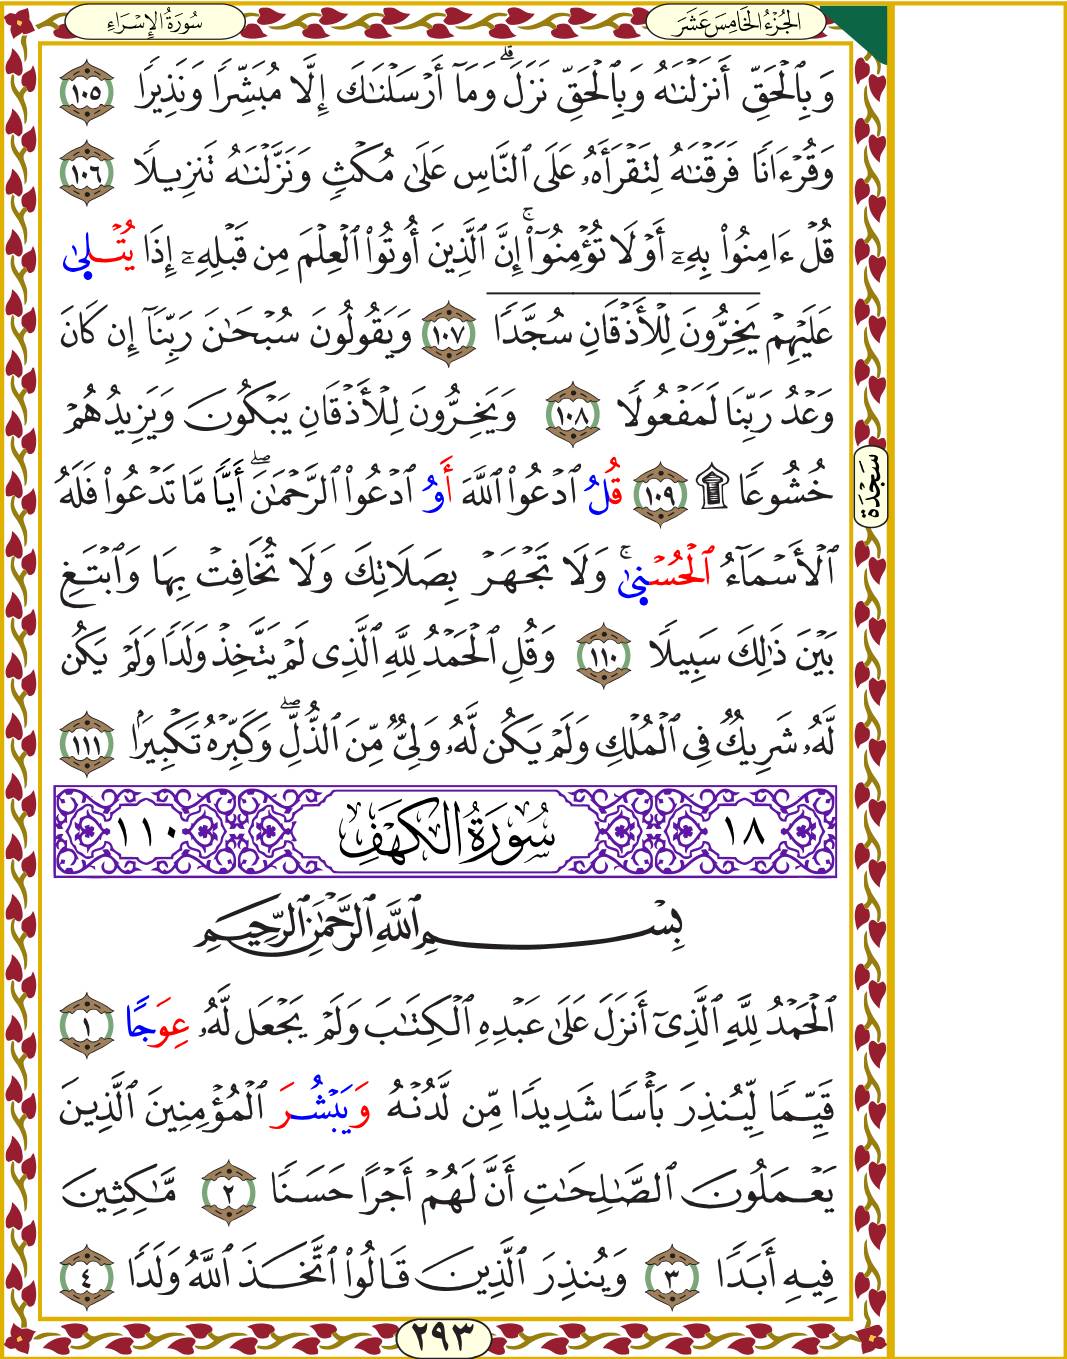 الجُزْءُ الخَامِسَ عَشَرَ
سُورَةُ الإِسْرَاءِ
وَبِٱلْحَقِّ أَنزَلْنَٰهُ وَبِٱلْحَقِّ نَزَلَ ۗ وَمَآ أَرْسَلْنَٰكَ إِلَّا مُبَشِّرًا وَنَذِيرًا ١٠٥
وَقُرْءَانًا فَرَقْنَٰهُ لِتَقْرَأَهُۥ عَلَى ٱلنَّاسِ عَلَىٰ مُكْثٍ وَنَزَّلْنَٰهُ تَنزِيلًا ١٠٦
قُلْ ءَامِنُوا۟ بِهِۦٓ أَوْ لَا تُؤْمِنُوٓا۟ ۚ إِنَّ ٱلَّذِينَ أُوتُوا۟ ٱلْعِلْمَ مِن قَبْلِهِۦٓ إِذَا يُتْلَىٰ
عَلَيْهِمْ يَخِرُّونَ لِلْأَذْقَانِ سُجَّدًا ١٠٧ وَيَقُولُونَ سُبْحَٰنَ رَبِّنَآ إِن كَانَ
وَعْدُ رَبِّنَا لَمَفْعُولًا ١٠٨ وَيَخِرُّونَ لِلْأَذْقَانِ يَبْكُونَ وَيَزِيدُهُمْ
خُشُوعًا ۩ ١٠٩ قُلُ ٱدْعُوا۟ ٱللَّهَ أَوُ ٱدْعُوا۟ ٱلرَّحْمَٰنَ ۖ أَيًّا مَّا تَدْعُوا۟ فَلَهُ
سَجْدَة
ٱلْأَسْمَآءُ ٱلْحُسْنَىٰ ۚ وَلَا تَجْهَرْ بِصَلَاتِكَ وَلَا تُخَافِتْ بِهَا وَٱبْتَغِ
بَيْنَ ذَٰلِكَ سَبِيلًا ١١٠ وَقُلِ ٱلْحَمْدُ لِلَّهِ ٱلَّذِى لَمْ يَتَّخِذْ وَلَدًا وَلَمْ يَكُن
لَّهُۥ شَرِيكٌ فِى ٱلْمُلْكِ وَلَمْ يَكُن لَّهُۥ وَلِىٌّ مِّنَ ٱلذُّلِّ ۖ وَكَبِّرْهُ تَكْبِيرًۢا ١١١
١٨ سُورَةُ الكَهْفِ ١١٠
بِسْمِ ٱللَّهِ ٱلرَّحْمَٰنِ ٱلرَّحِيمِ
ٱلْحَمْدُ لِلَّهِ ٱلَّذِىٓ أَنزَلَ عَلَىٰ عَبْدِهِ ٱلْكِتَٰبَ وَلَمْ يَجْعَل لَّهُۥ عِوَجًا ١
قَيِّمًا لِّيُنذِرَ بَأْسًا شَدِيدًا مِّن لَّدُنْهُ وَيَبْشُرَ ٱلْمُؤْمِنِينَ ٱلَّذِينَ
يَعْمَلُونَ ٱلصَّٰلِحَٰتِ أَنَّ لَهُمْ أَجْرًا حَسَنًا ٢ مَّٰكِثِينَ
فِيهِ أَبَدًا ٣ وَيُنذِرَ ٱلَّذِينَ قَالُوا۟ ٱتَّخَذَ ٱللَّهُ وَلَدًا ٤
٢٩٣